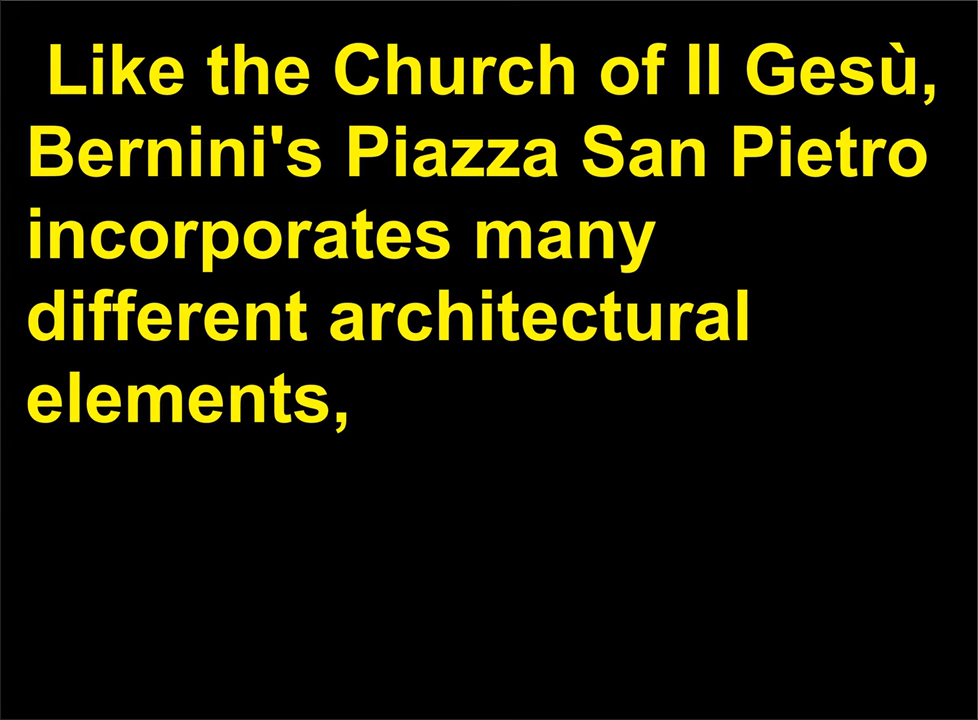 Like the Church of Il Gesù,
Bernini's Piazza San Pietro
incorporates many
different architectural
elements,